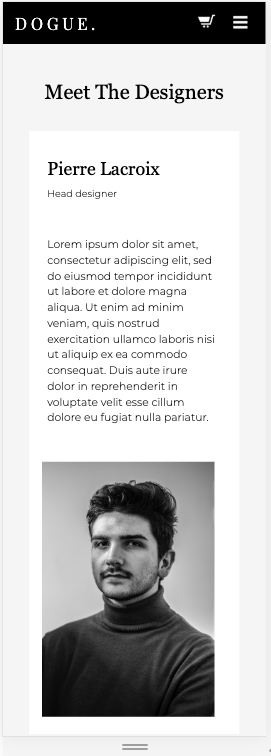 DOGUE.
Meet The Designers
Pierre Lacroix
Head designer
Lorem ipsum dolor sit amet,
consectetur adipiscing elit, sed
do eiusmod tempor incididunt
ut labore et dolore magna
aliqua. Ut enim ad minim
veniam, quis nostrud
exercitation ullamco laboris nisi
ut aliquip ex ea commodo
consequat. Duis aute irure
dolor in reprehenderit in
voluptate velit esse cillum
dolore eu fugiat nulla pariatur.